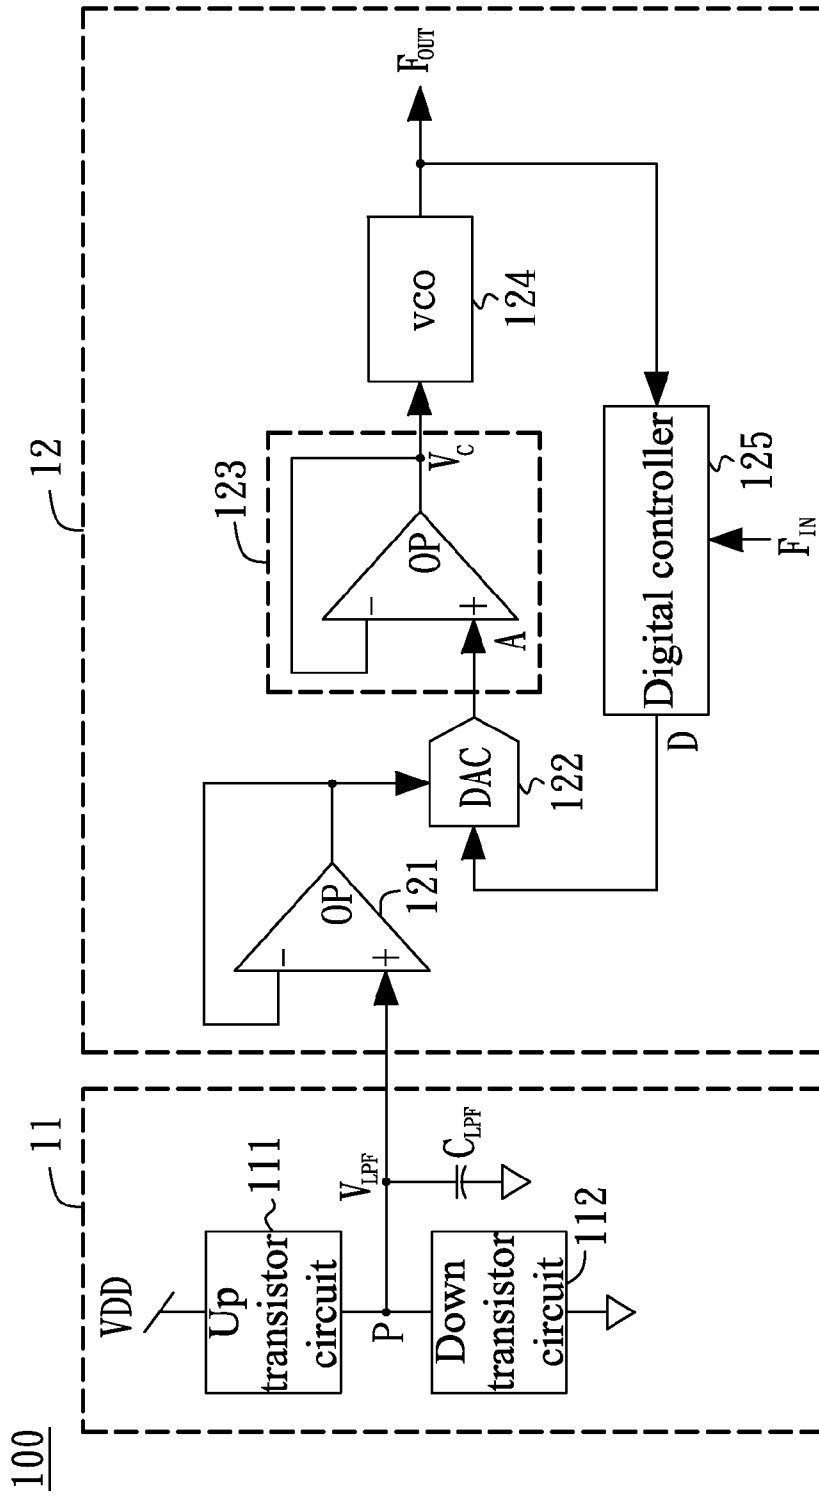 100
11
12
VDD
Up
transistor
circuit
111
P
V_LPF
C_LPF
Down
transistor
circuit
112
−
+
OP
121
DAC
122
123
−
+
OP
A
V_C
VCO
124
F_OUT
D
Digital controller
125
F_IN